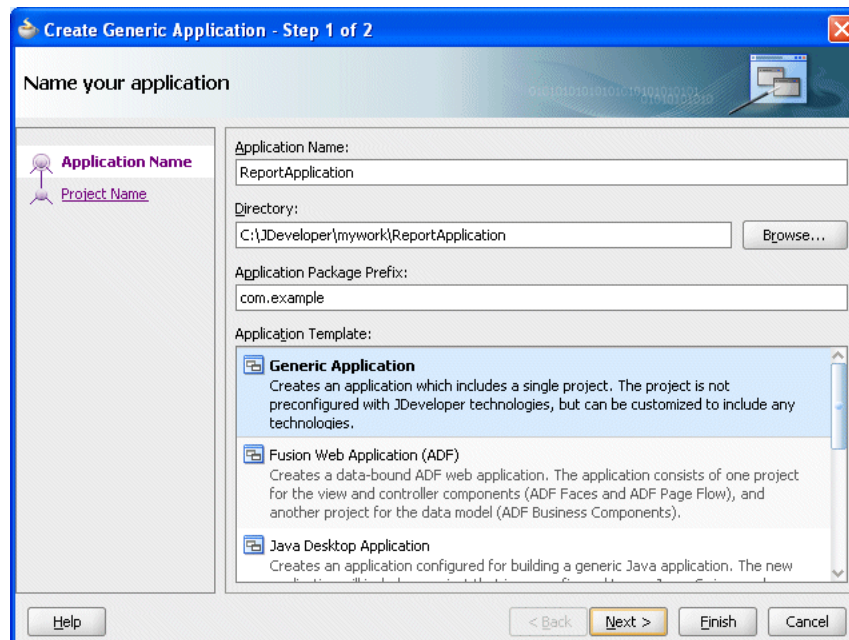 Create Generic Application - Step 1 of 2
Name your application
Application Name
Project Name
Application Name:
ReportApplication
Directory:
C:\JDeveloper\mywork\ReportApplication
Browse...
Application Package Prefix:
com.example
Application Template:
Generic Application
Creates an application which includes a single project. The project is not
preconfigured with JDeveloper technologies, but can be customized to include any
technologies.
Fusion Web Application (ADF)
Creates a data-bound ADF web application. The application consists of one project
for the view and controller components (ADF Faces and ADF Page Flow), and
another project for the data model (ADF Business Components).
Java Desktop Application
Creates an application configured for building a generic Java application. The new
Help
< Back
Next >
Finish
Cancel